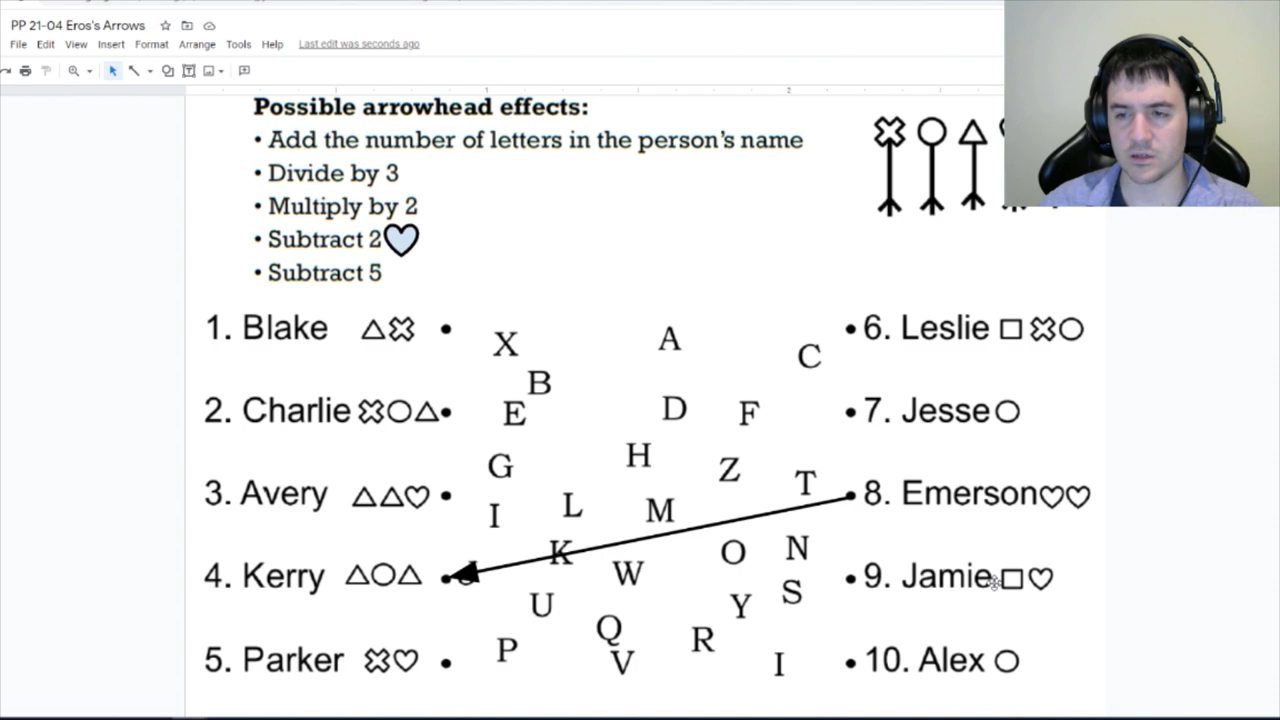 PP 21-04 Eros's Arrows
File Edit View Insert Format Arrange Tools Help Last edit was seconds ago
1 2
Possible arrowhead effects:
• Add the number of letters in the person's name
• Divide by 3
• Multiply by 2
• Subtract 2
• Subtract 5
1. Blake
X A C
6. Leslie
B
2. Charlie
E D F
7. Jesse
G H Z
3. Avery
I L M T
8. Emerson
K O N
4. Kerry
J W S
9. Jamie
U Y
Q R
5. Parker
P V I
10. Alex